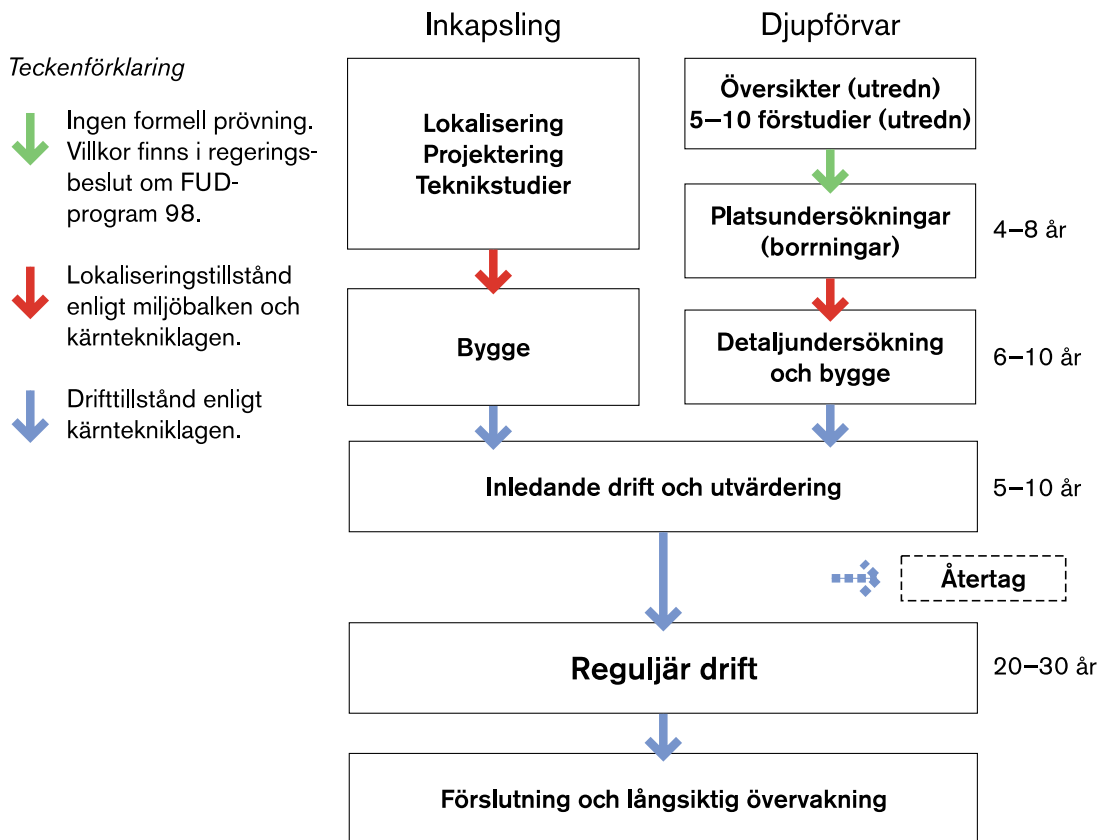 Inkapsling
Djupförvar
Teckenförklaring
Ingen formell prövning.
Villkor finns i regerings-
beslut om FUD-
program 98.
Lokaliseringstillstånd
enligt miljöbalken och
kärntekniklagen.
Drifttillstånd enligt
kärntekniklagen.
Lokalisering
Projektering
Teknikstudier
Översikter (utredn)
5–10 förstudier (utredn)
Platsundersökningar
(borrningar)
4–8 år
Bygge
Detaljundersökning
och bygge
6–10 år
Inledande drift och utvärdering
5–10 år
Återtag
Reguljär drift
20–30 år
Förslutning och långsiktig övervakning